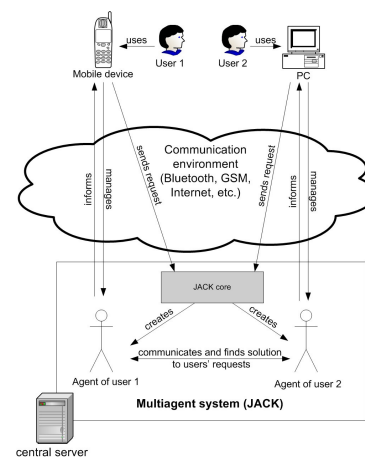 uses
uses
User 1
User 2
Mobile device
PC
Communication
environment
(Bluetooth, GSM,
Internet, etc.)
informs
manages
sends request
sends request
informs
manages
JACK core
creates
creates
communicates and finds solution
to users' requests
Agent of user 1
Agent of user 2
Multiagent system (JACK)
central server